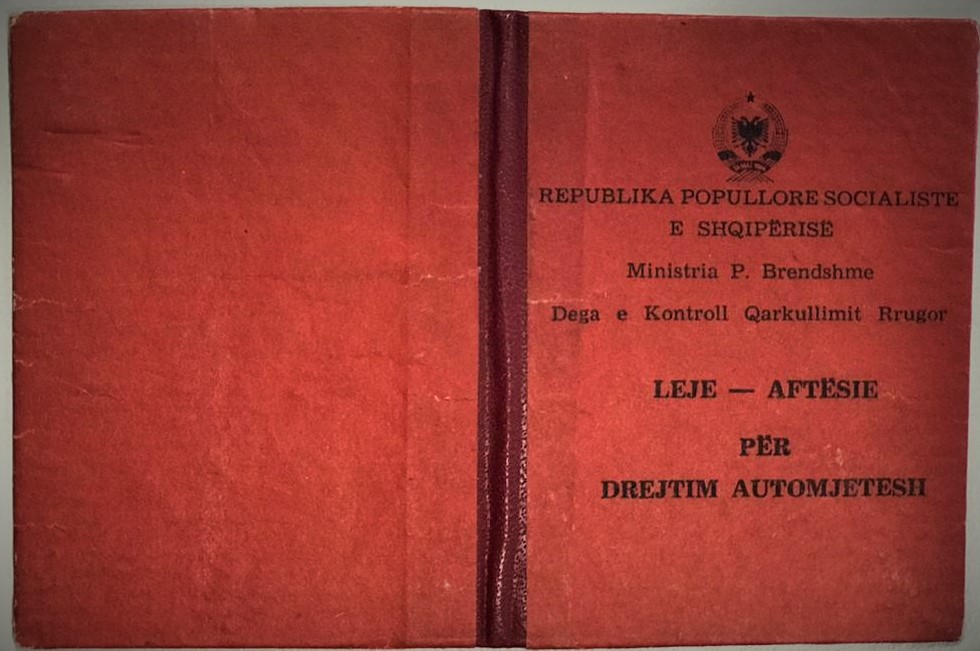 REPUBLIKA POPULLORE SOCIALISTE
E SHQIPËRISË
Ministria P. Brendshme
Dega e Kontroll Qarkullimit Rrugor
LEJE — AFTËSIE
PËR
DREJTIM AUTOMJETESH